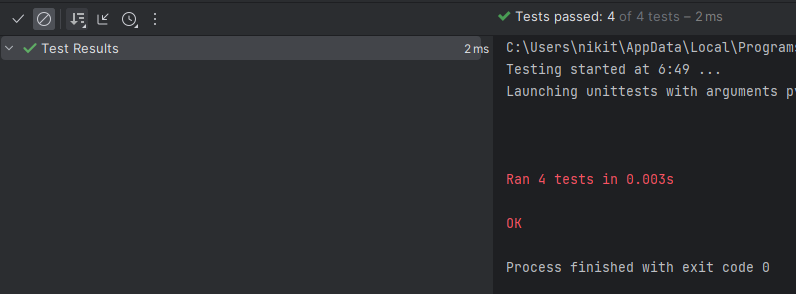 Tests passed: 4 of 4 tests – 2 ms
Test Results 2 ms
C:\Users\nikit\AppData\Local\Program
Testing started at 6:49 ...
Launching unittests with arguments
Ran 4 tests in 0.003s
OK
Process finished with exit code 0